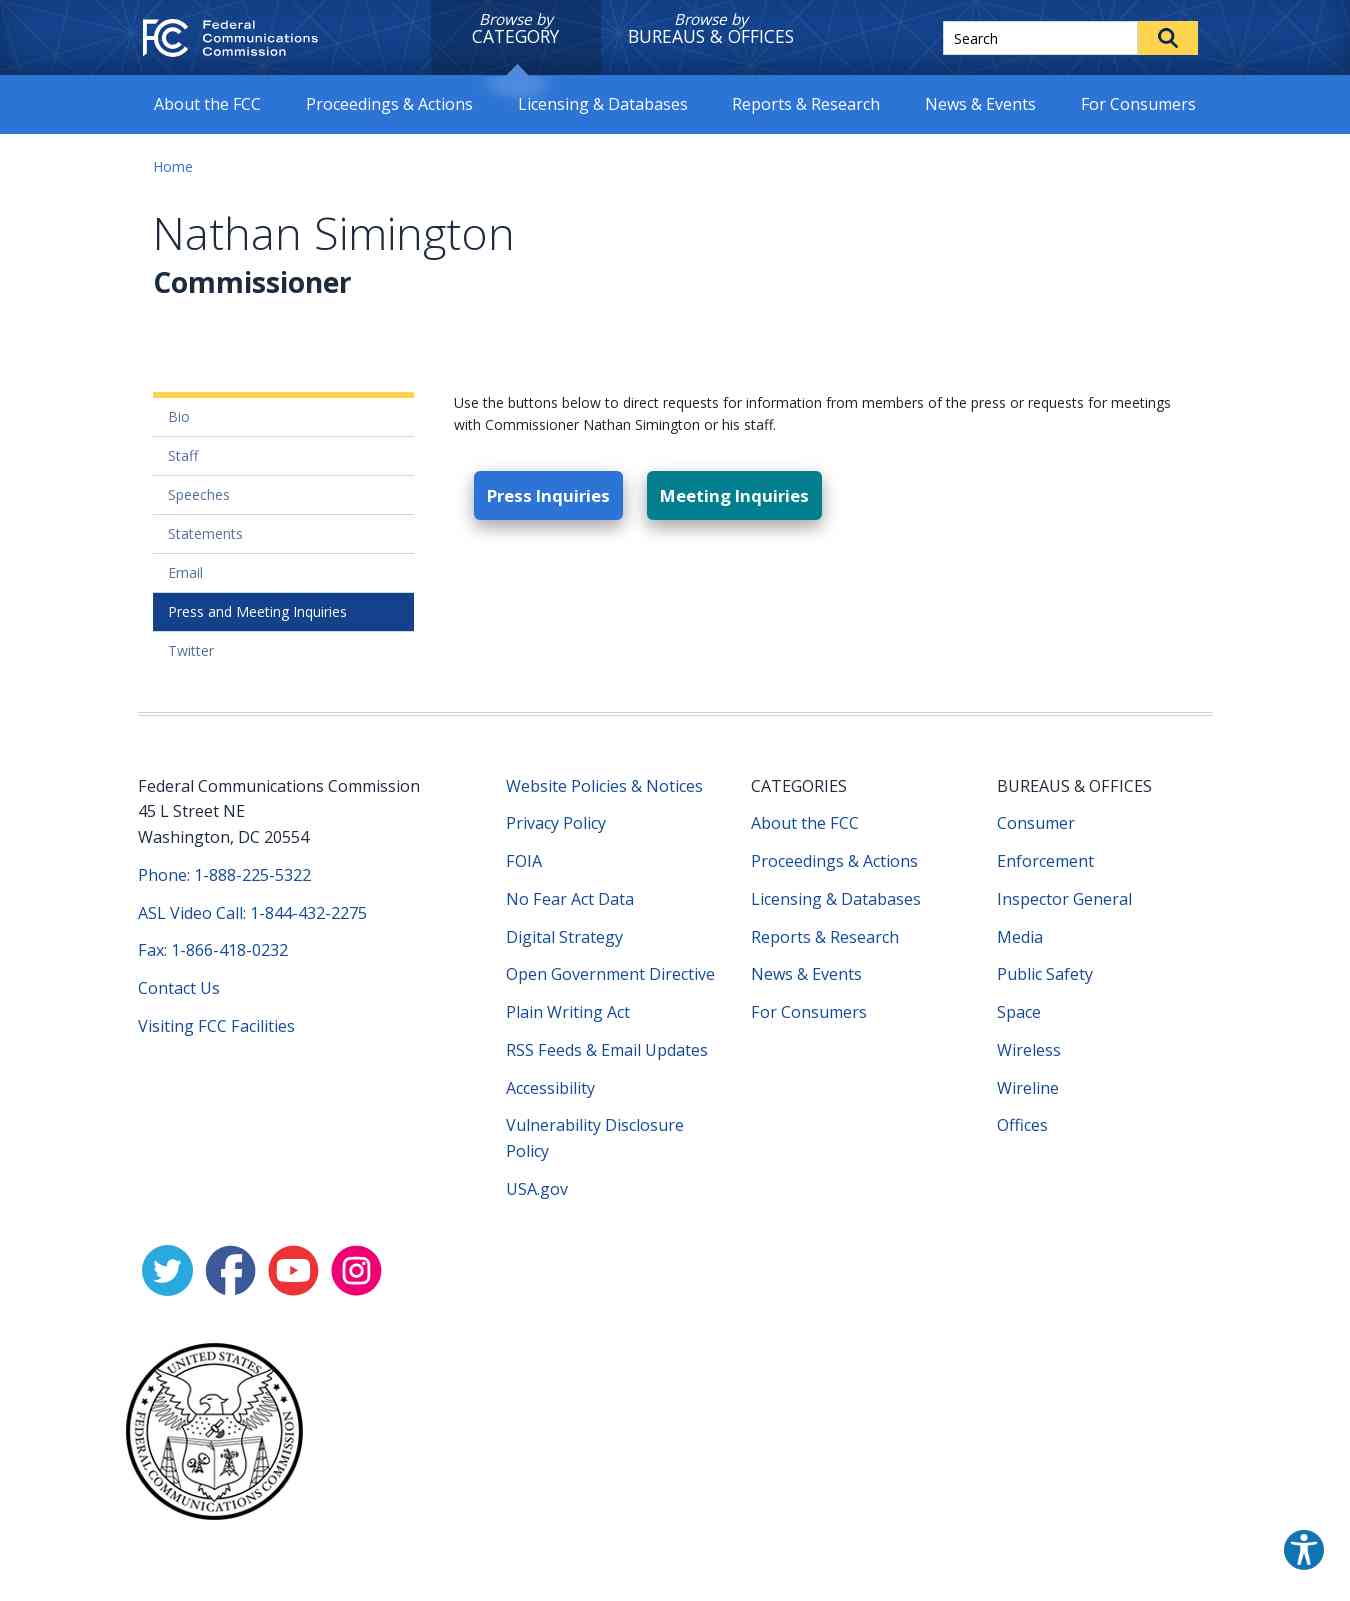 FCC Federal
Communications
Commission
Browse by
CATEGORY
Browse by
BUREAUS & OFFICES
Search
About the FCC
Proceedings & Actions
Licensing & Databases
Reports & Research
News & Events
For Consumers
Home
Nathan Simington
Commissioner
Bio
Staff
Speeches
Statements
Email
Press and Meeting Inquiries
Twitter
Use the buttons below to direct requests for information from members of the press or requests for meetings
with Commissioner Nathan Simington or his staff.
Press Inquiries
Meeting Inquiries
Federal Communications Commission
45 L Street NE
Washington, DC 20554
Phone: 1-888-225-5322
ASL Video Call: 1-844-432-2275
Fax: 1-866-418-0232
Contact Us
Visiting FCC Facilities
Website Policies & Notices
Privacy Policy
FOIA
No Fear Act Data
Digital Strategy
Open Government Directive
Plain Writing Act
RSS Feeds & Email Updates
Accessibility
Vulnerability Disclosure
Policy
USA.gov
CATEGORIES
About the FCC
Proceedings & Actions
Licensing & Databases
Reports & Research
News & Events
For Consumers
BUREAUS & OFFICES
Consumer
Enforcement
Inspector General
Media
Public Safety
Space
Wireless
Wireline
Offices
UNITED STATES
FEDERAL COMMUNICATIONS COMMISSION